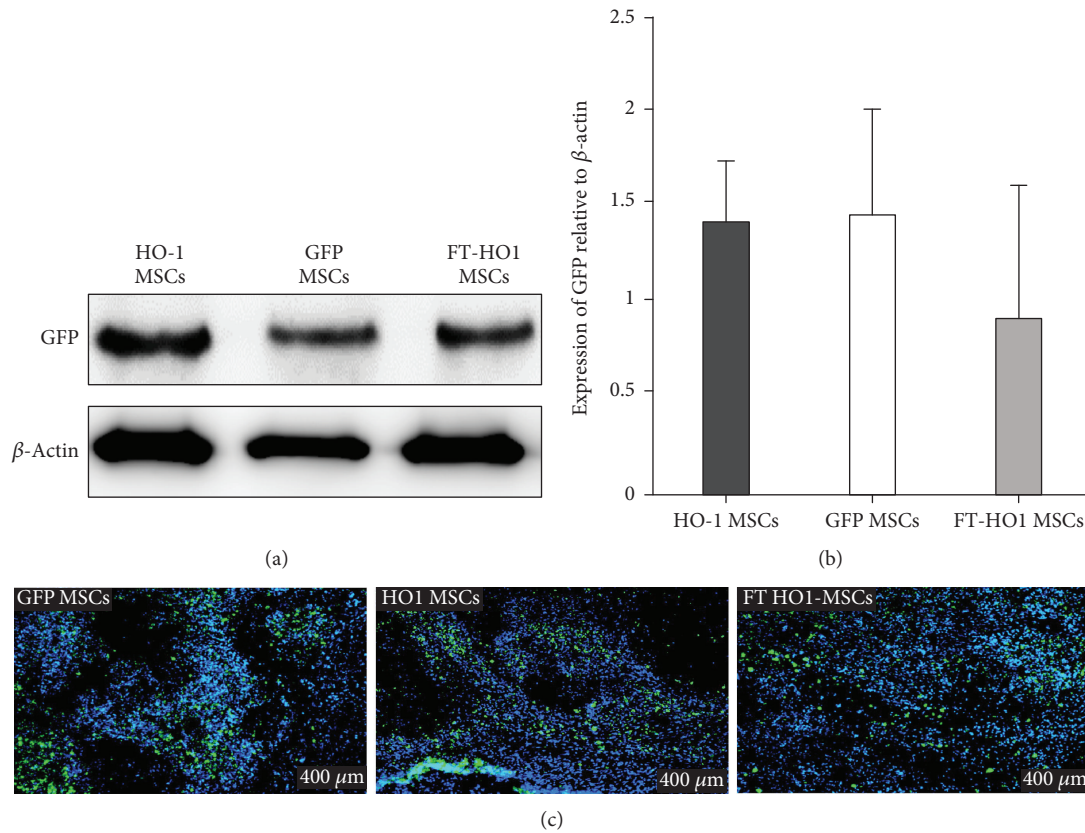 HO-1
MSCs
GFP
MSCs
FT-HO1
MSCs
GFP
β-Actin
(a)
Expression of GFP relative to β-actin
2.5
2
1.5
1
0.5
0
HO-1 MSCs
GFP MSCs
FT-HO1 MSCs
(b)
GFP MSCs
400 μm
HO1 MSCs
400 μm
FT HO1-MSCs
400 μm
(c)